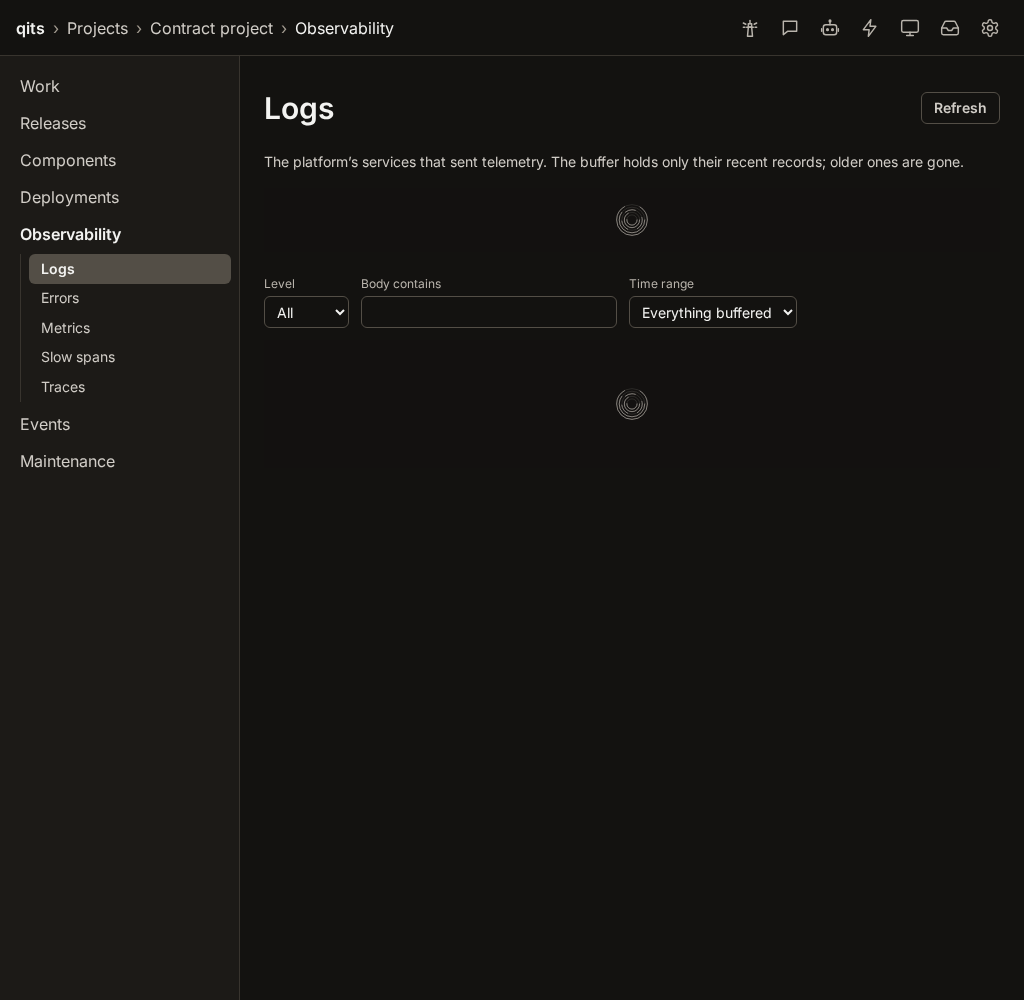 qits › Projects › Contract project › Observability
Work
Releases
Components
Deployments
Observability
Logs
Errors
Metrics
Slow spans
Traces
Events
Maintenance
Logs
Refresh
The platform’s services that sent telemetry. The buffer holds only their recent records; older ones are gone.
Level
Body contains
Time range
All
Everything buffered